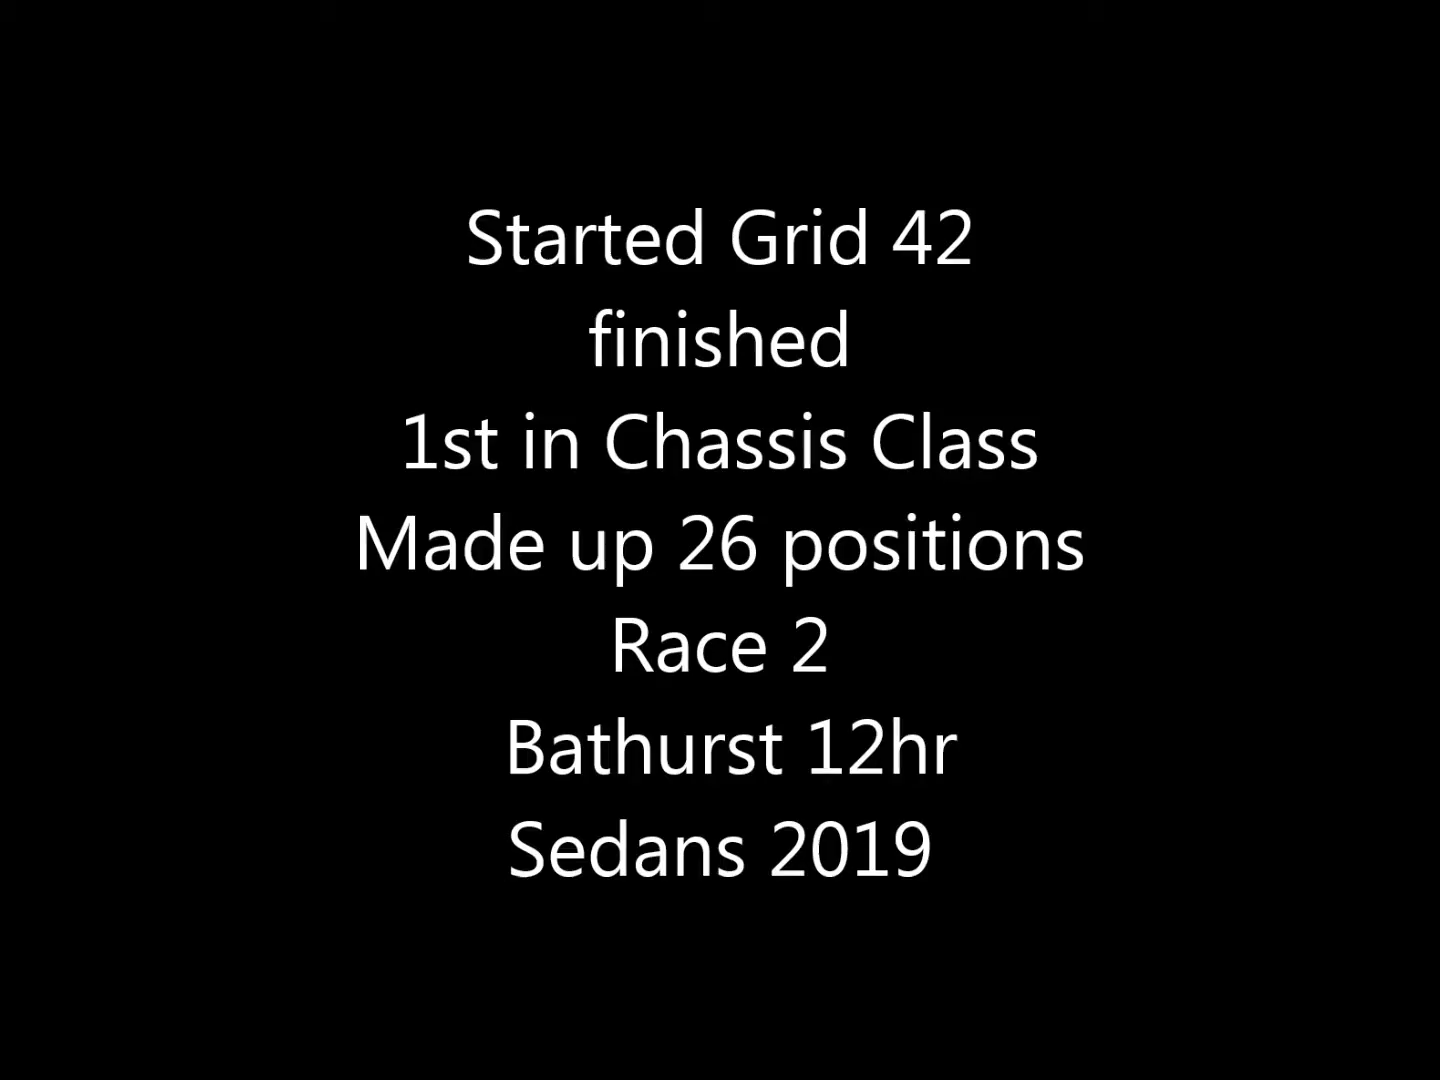 Started Grid 42
finished
1st in Chassis Class
Made up 26 positions
Race 2
Bathurst 12hr
Sedans 2019